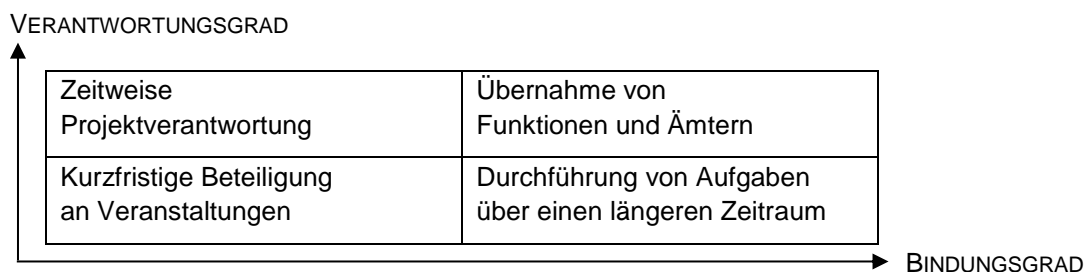 VERANTWORTUNGSGRAD
Zeitweise
Projektverantwortung
Übernahme von
Funktionen und Ämtern
Kurzfristige Beteiligung
an Veranstaltungen
Durchführung von Aufgaben
über einen längeren Zeitraum
BINDUNGSGRAD